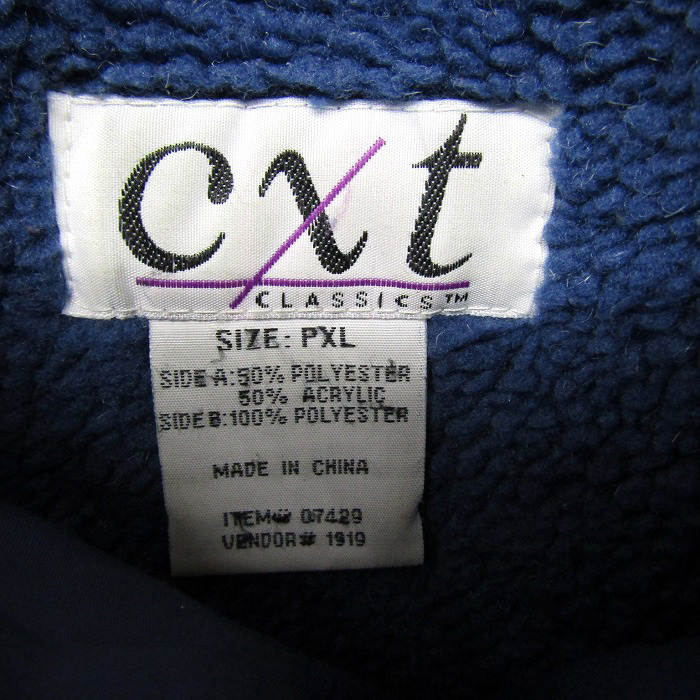 cxt
CLASSICS™
SIZE: PXL
SIDE A:50% POLYESTER
50% ACRYLIC
SIDE B:100% POLYESTER
MADE IN CHINA
ITEM# 07429
VENDOR# 1919